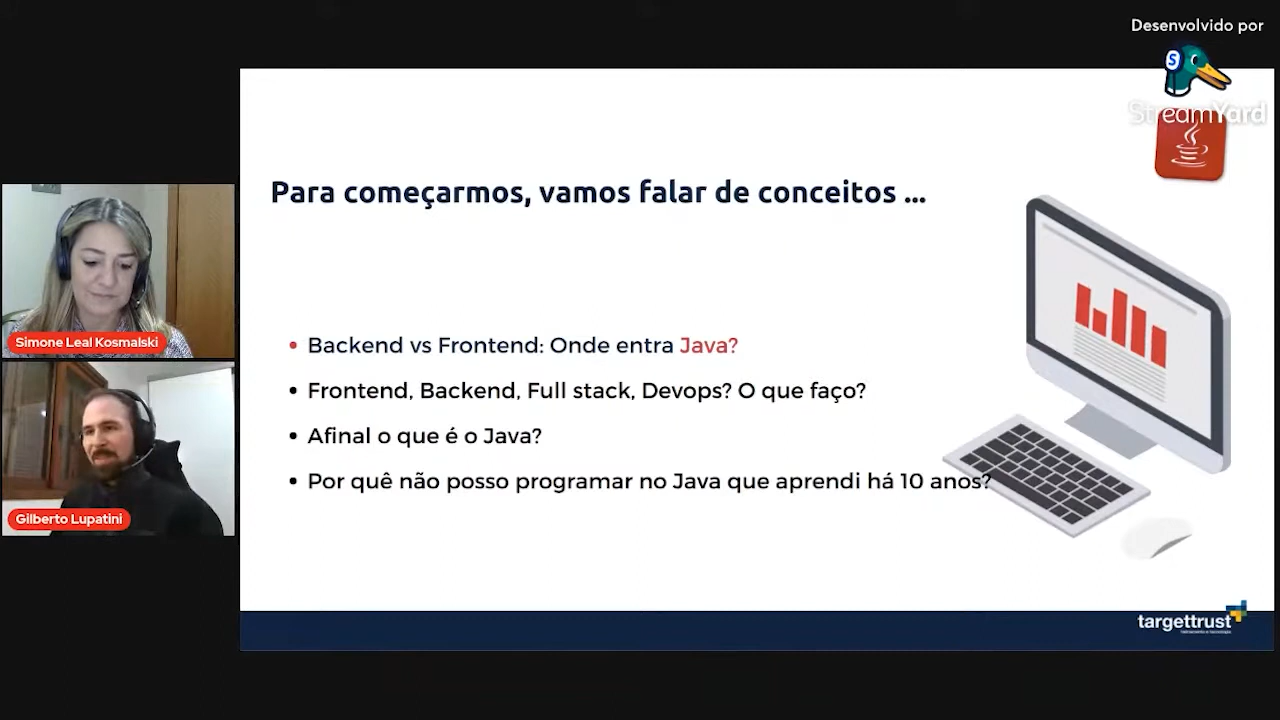 Desenvolvido por
StreamYard
Para começarmos, vamos falar de conceitos ...
Simone Leal Kosmalski
Backend vs Frontend: Onde entra Java?
Frontend, Backend, Full stack, Devops? O que faço?
Afinal o que é o Java?
Por quê não posso programar no Java que aprendi há 10 anos?
Gilberto Lupatini
targettrust